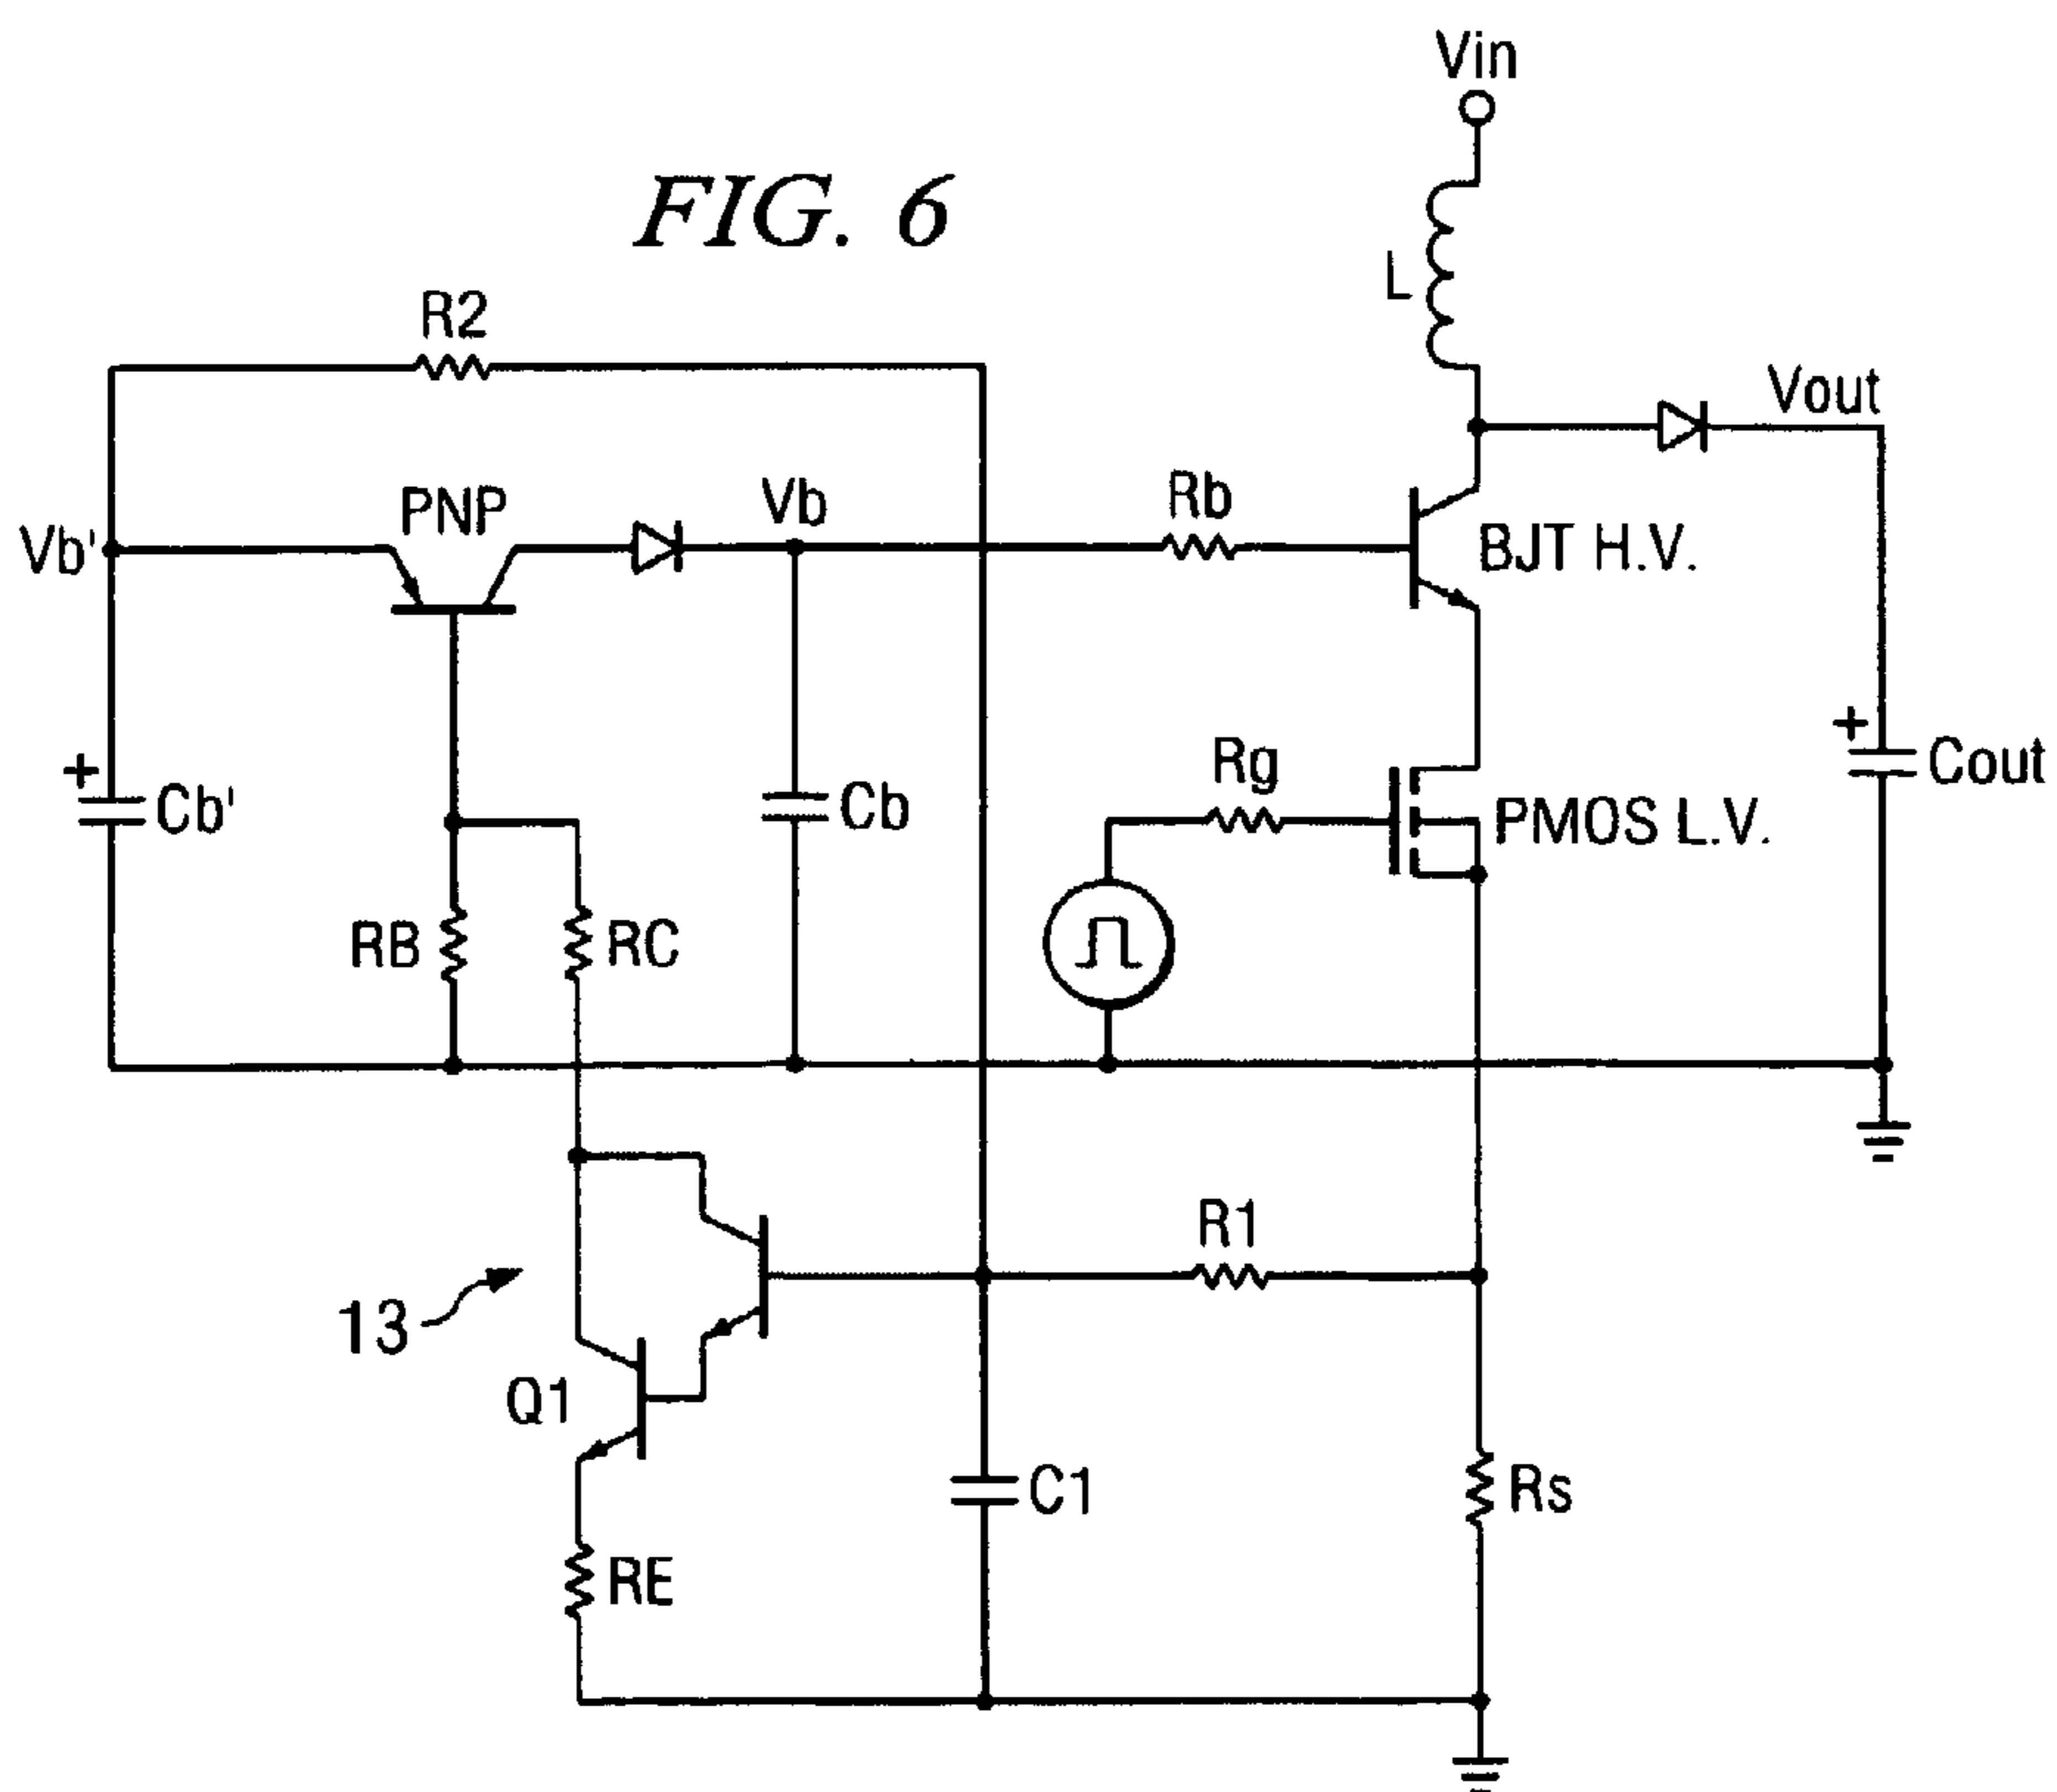 Vin
FIG. 6
L
R2
Vout
PNP
Vb
Rb
Vb'
BJT H.V.
+
Rg
Cout
+
Cb'
Cb
PMOS L.V.
RB
RC
R1
13
Q1
C1
Rs
RE